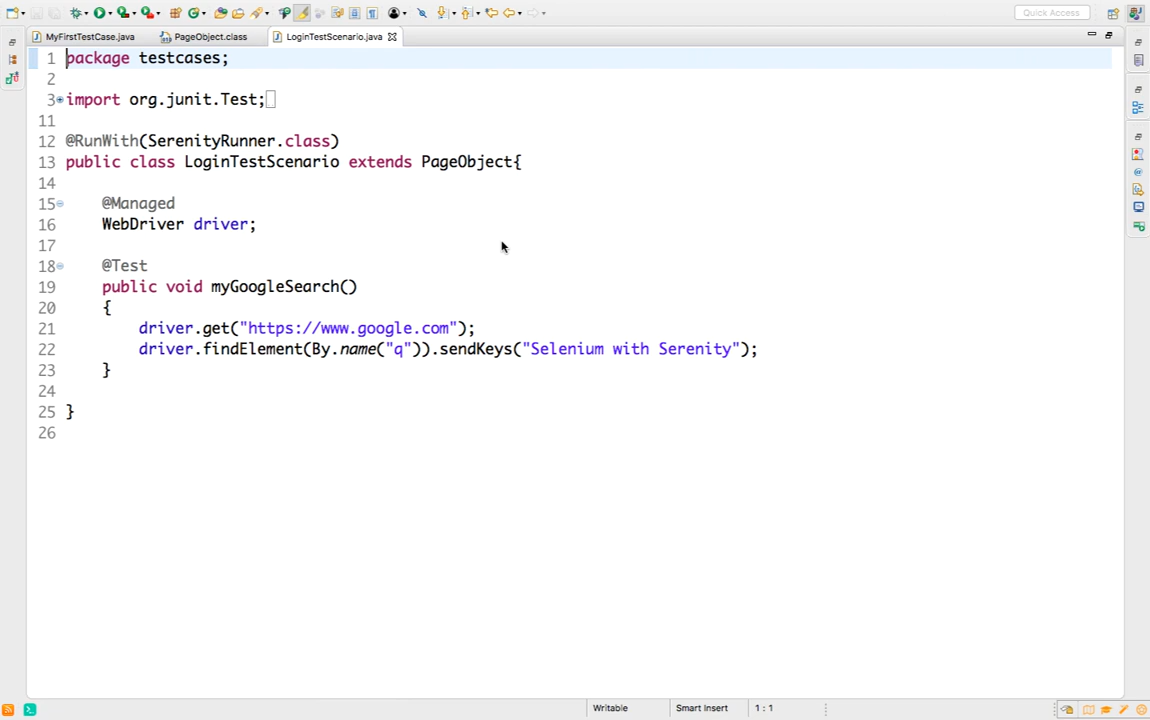 Quick Access
MyFirstTestCase.java PageObject.class LoginTestScenario.java
1 package testcases;
2
3 import org.junit.Test;
11
12 @RunWith(SerenityRunner.class)
13 public class LoginTestScenario extends PageObject{
14
15 @Managed
16 WebDriver driver;
17
18 @Test
19 public void myGoogleSearch()
20 {
21 driver.get("https://www.google.com");
22 driver.findElement(By.name("q")).sendKeys("Selenium with Serenity");
23 }
24
25 }
26
Writable Smart Insert 1 : 1